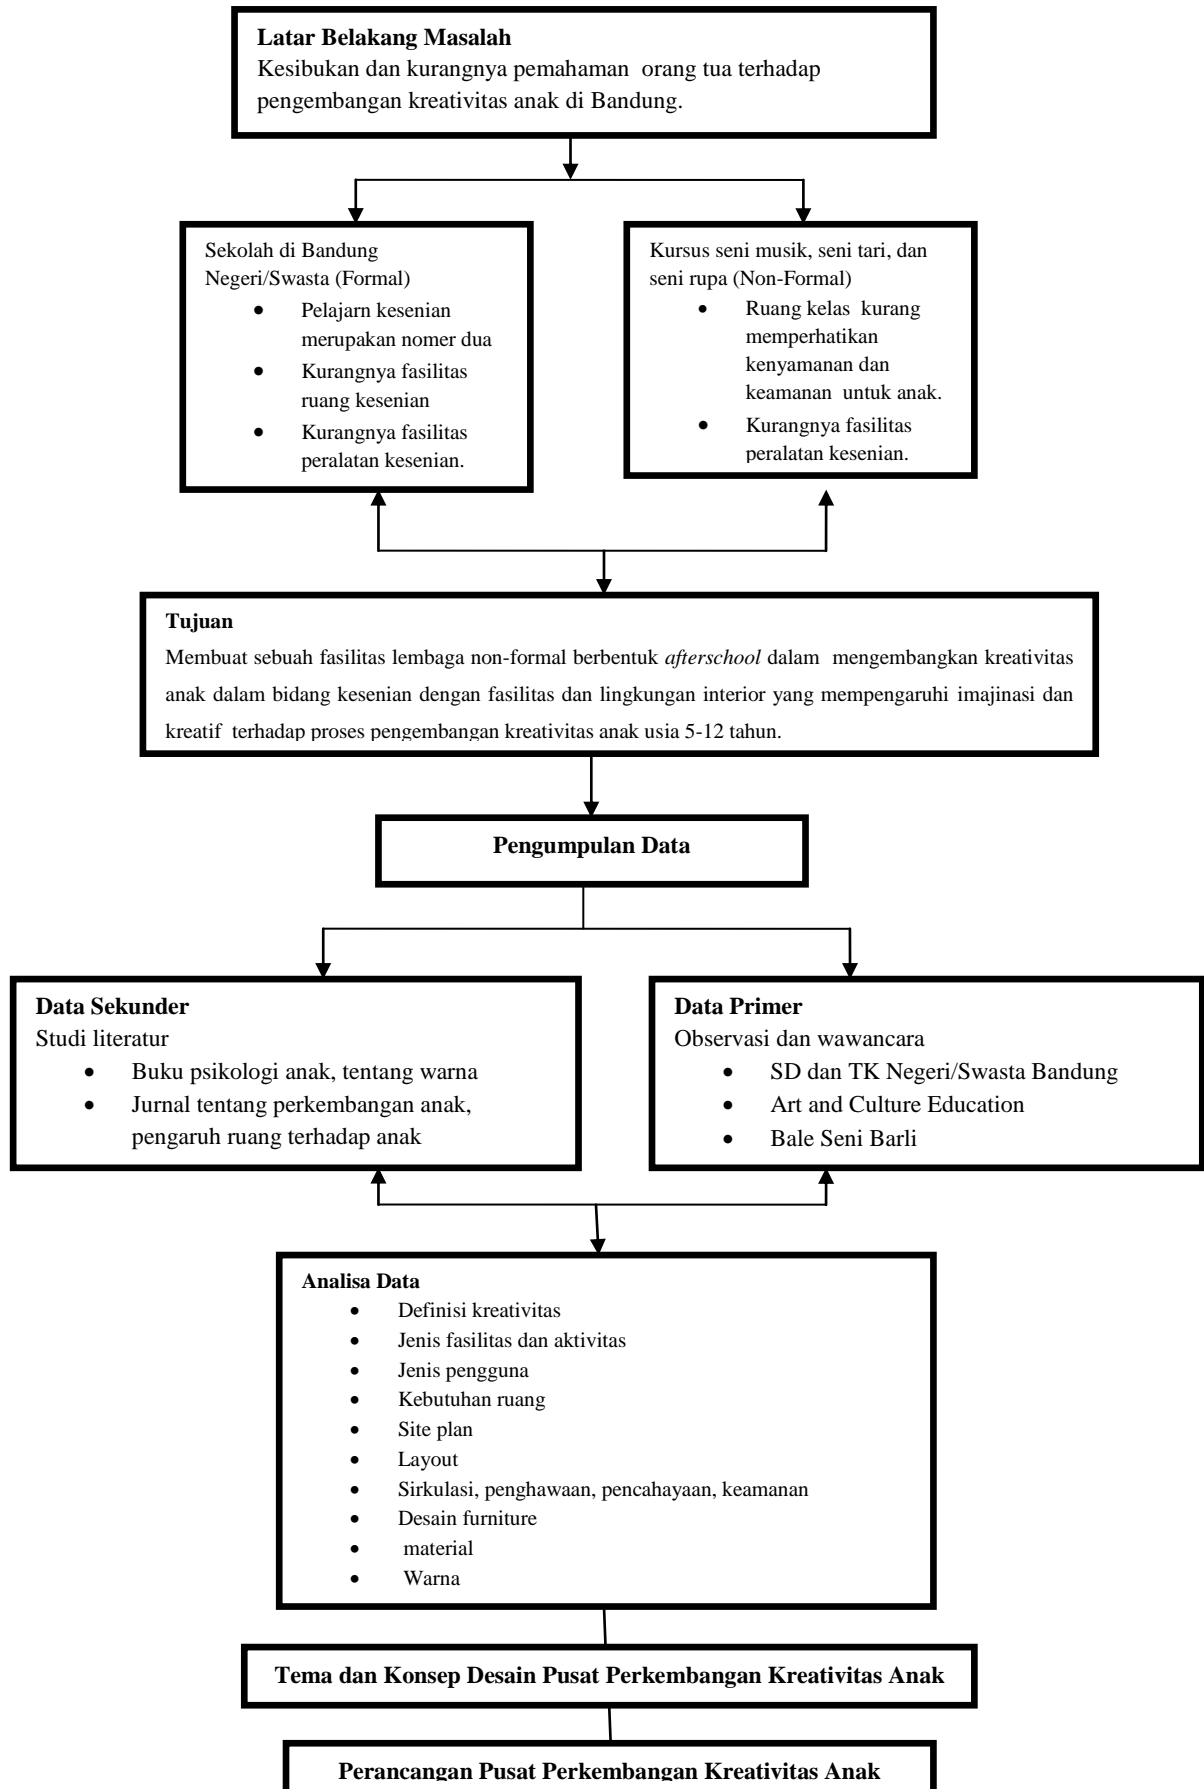 Latar Belakang Masalah
Kesibukan dan kurangnya pemahaman orang tua terhadap
pengembangan kreativitas anak di Bandung.
Sekolah di Bandung
Negeri/Swasta (Formal)
• Pelajarn kesenian
merupakan nomer dua
• Kurangnya fasilitas
ruang kesenian
• Kurangnya fasilitas
peralatan kesenian.
Kursus seni musik, seni tari, dan
seni rupa (Non-Formal)
• Ruang kelas kurang
memperhatikan
kenyamanan dan
keamanan untuk anak.
• Kurangnya fasilitas
peralatan kesenian.
Tujuan
Membuat sebuah fasilitas lembaga non-formal berbentuk afterschool dalam mengembangkan kreativitas
anak dalam bidang kesenian dengan fasilitas dan lingkungan interior yang mempengaruhi imajinasi dan
kreatif terhadap proses pengembangan kreativitas anak usia 5-12 tahun.
Pengumpulan Data
Data Sekunder
Studi literatur
• Buku psikologi anak, tentang warna
• Jurnal tentang perkembangan anak,
pengaruh ruang terhadap anak
Data Primer
Observasi dan wawancara
• SD dan TK Negeri/Swasta Bandung
• Art and Culture Education
• Bale Seni Barli
Analisa Data
• Definisi kreativitas
• Jenis fasilitas dan aktivitas
• Jenis pengguna
• Kebutuhan ruang
• Site plan
• Layout
• Sirkulasi, penghawaan, pencahayaan, keamanan
• Desain furniture
• material
• Warna
Tema dan Konsep Desain Pusat Perkembangan Kreativitas Anak
Perancangan Pusat Perkembangan Kreativitas Anak